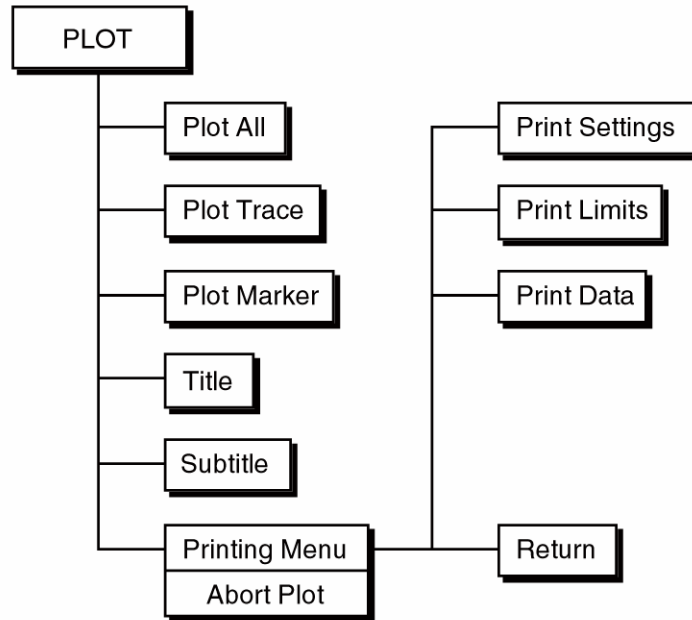 PLOT
Plot All
Plot Trace
Plot Marker
Title
Subtitle
Printing Menu
Abort Plot
Print Settings
Print Limits
Print Data
Return